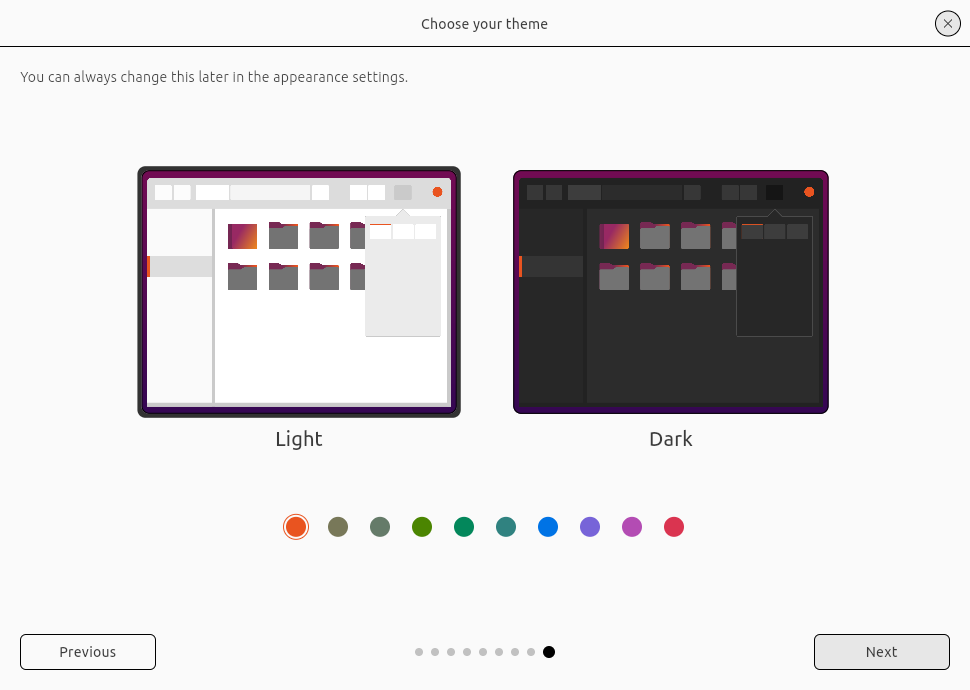 Choose your theme
You can always change this later in the appearance settings.
Light
Dark
Previous
Next